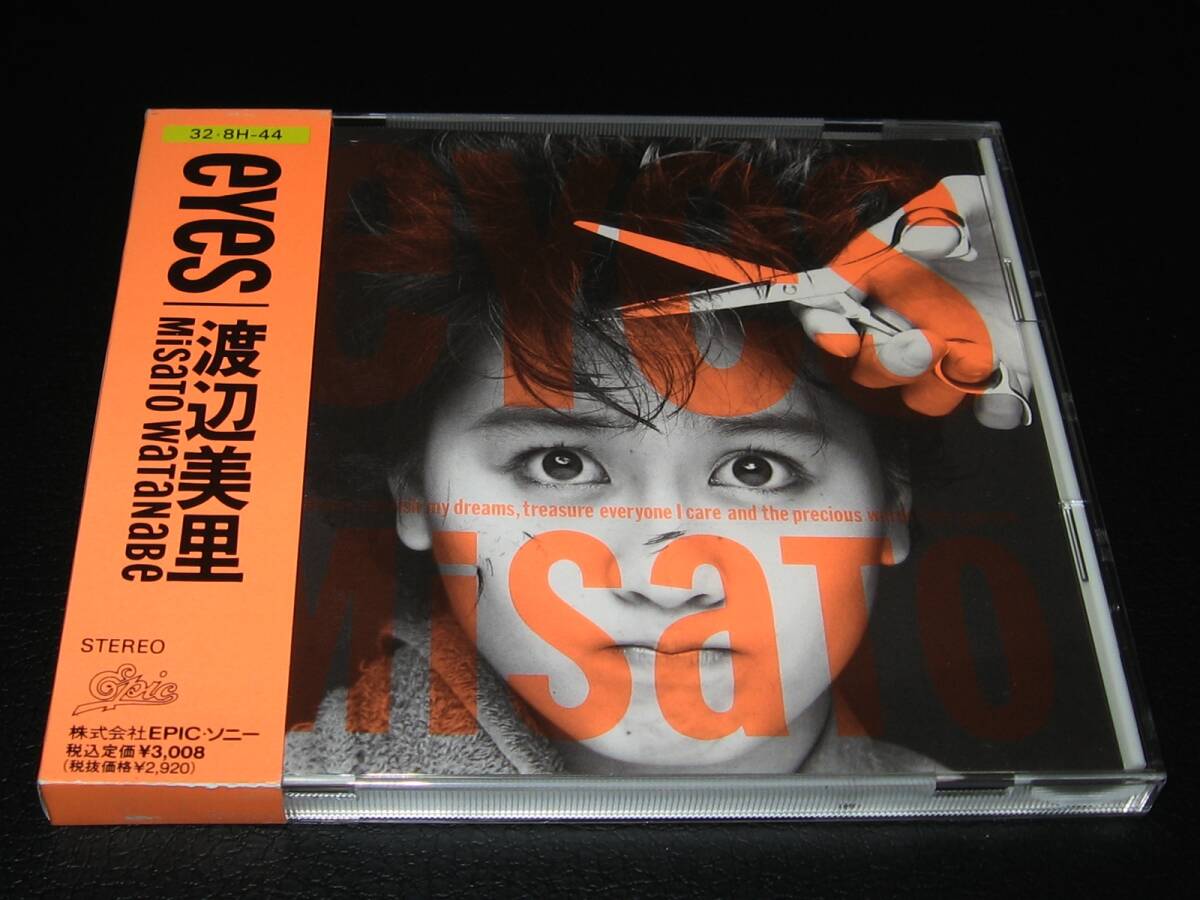 32・8H-44
eyes
渡辺美里
Misato Watanabe
STEREO
Epic
株式会社EPIC・ソニー
税込定価¥3,008
(税抜価格¥2,920)
eyes
my dreams, treasure everyone I care and the precious
Misato